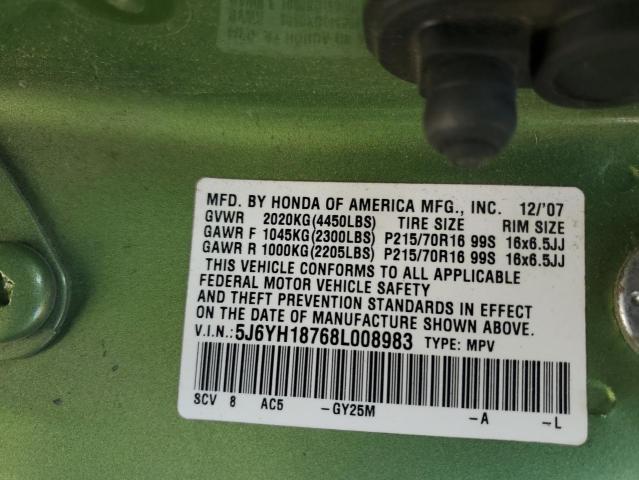 MFD. BY HONDA OF AMERICA MFG., INC. 12/'07
GVWR 2020KG(4450LBS) TIRE SIZE RIM SIZE
GAWR F 1045KG(2300LBS) P215/70R16 99S 16x6.5JJ
GAWR R 1000KG(2205LBS) P215/70R16 99S 16x6.5JJ
THIS VEHICLE CONFORMS TO ALL APPLICABLE
FEDERAL MOTOR VEHICLE SAFETY
AND THEFT PREVENTION STANDARDS IN EFFECT
ON THE DATE OF MANUFACTURE SHOWN ABOVE.
V.I.N.:5J6YH18768L008983 TYPE: MPV
SCV 8 AC5 -GY25M -A -L